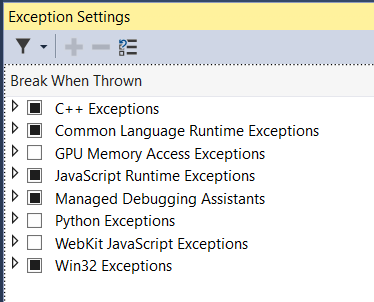 Exception Settings
Break When Thrown
C++ Exceptions
Common Language Runtime Exceptions
GPU Memory Access Exceptions
JavaScript Runtime Exceptions
Managed Debugging Assistants
Python Exceptions
WebKit JavaScript Exceptions
Win32 Exceptions